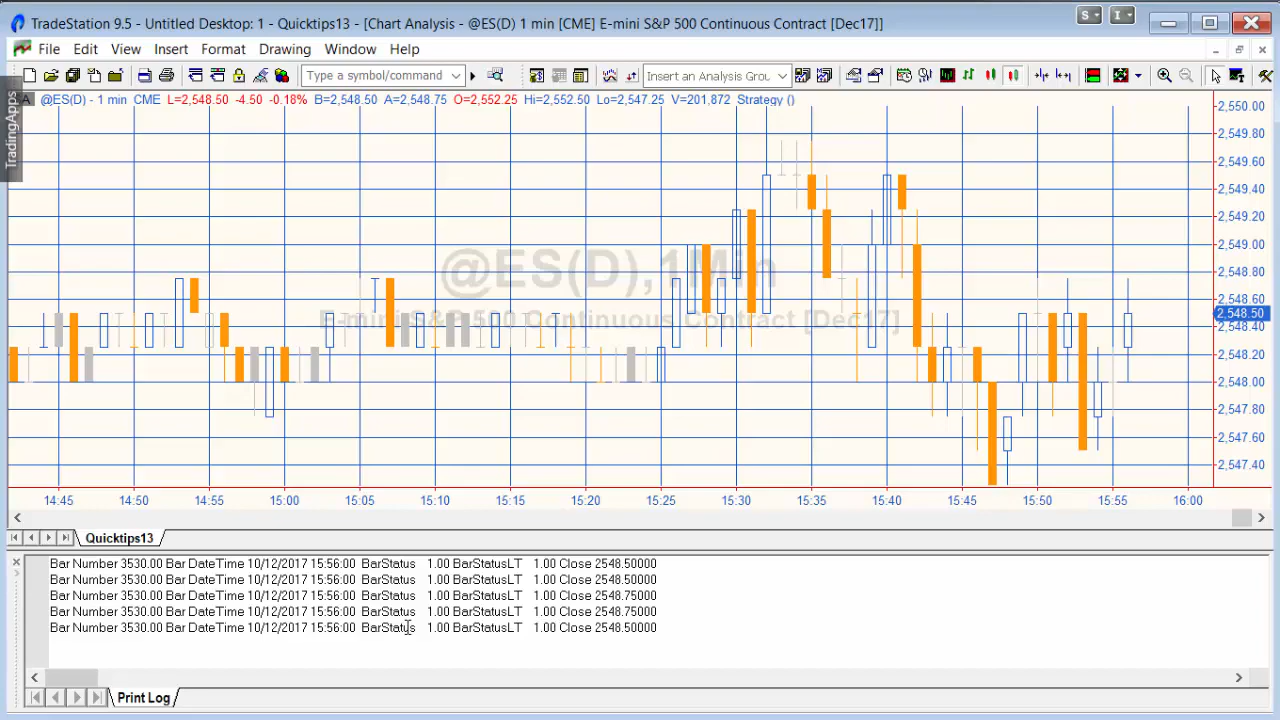 TradeStation 9.5 - Untitled Desktop: 1 - Quicktips13 - [Chart Analysis - @ES(D) 1 min [CME] E-mini S&P 500 Continuous Contract [Dec17]]
S I
File Edit View Insert Format Drawing Window Help
Type a symbol/command Insert an Analysis Grou
TradingApps
@ES(D) - 1 min CME L=2,548.50 -4.50 -0.18% B=2,548.50 A=2,548.75 O=2,552.25 Hi=2,552.50 Lo=2,547.25 V=201,872 Strategy ()
2,550.00
2,549.80
2,549.60
2,549.40
2,549.20
2,549.00
2,548.80
2,548.60
2,548.50
2,548.40
2,548.20
2,548.00
2,547.80
2,547.60
2,547.40
@ES(D),1Min
E-mini S&P 500 Continuous Contract [Dec17]
14:45 14:50 14:55 15:00 15:05 15:10 15:15 15:20 15:25 15:30 15:35 15:40 15:45 15:50 15:55 16:00
Quicktips13
Bar Number 3530.00 Bar DateTime 10/12/2017 15:56:00 BarStatus 1.00 BarStatusLT 1.00 Close 2548.50000
Bar Number 3530.00 Bar DateTime 10/12/2017 15:56:00 BarStatus 1.00 BarStatusLT 1.00 Close 2548.50000
Bar Number 3530.00 Bar DateTime 10/12/2017 15:56:00 BarStatus 1.00 BarStatusLT 1.00 Close 2548.75000
Bar Number 3530.00 Bar DateTime 10/12/2017 15:56:00 BarStatus 1.00 BarStatusLT 1.00 Close 2548.75000
Bar Number 3530.00 Bar DateTime 10/12/2017 15:56:00 BarStatus 1.00 BarStatusLT 1.00 Close 2548.50000
Print Log